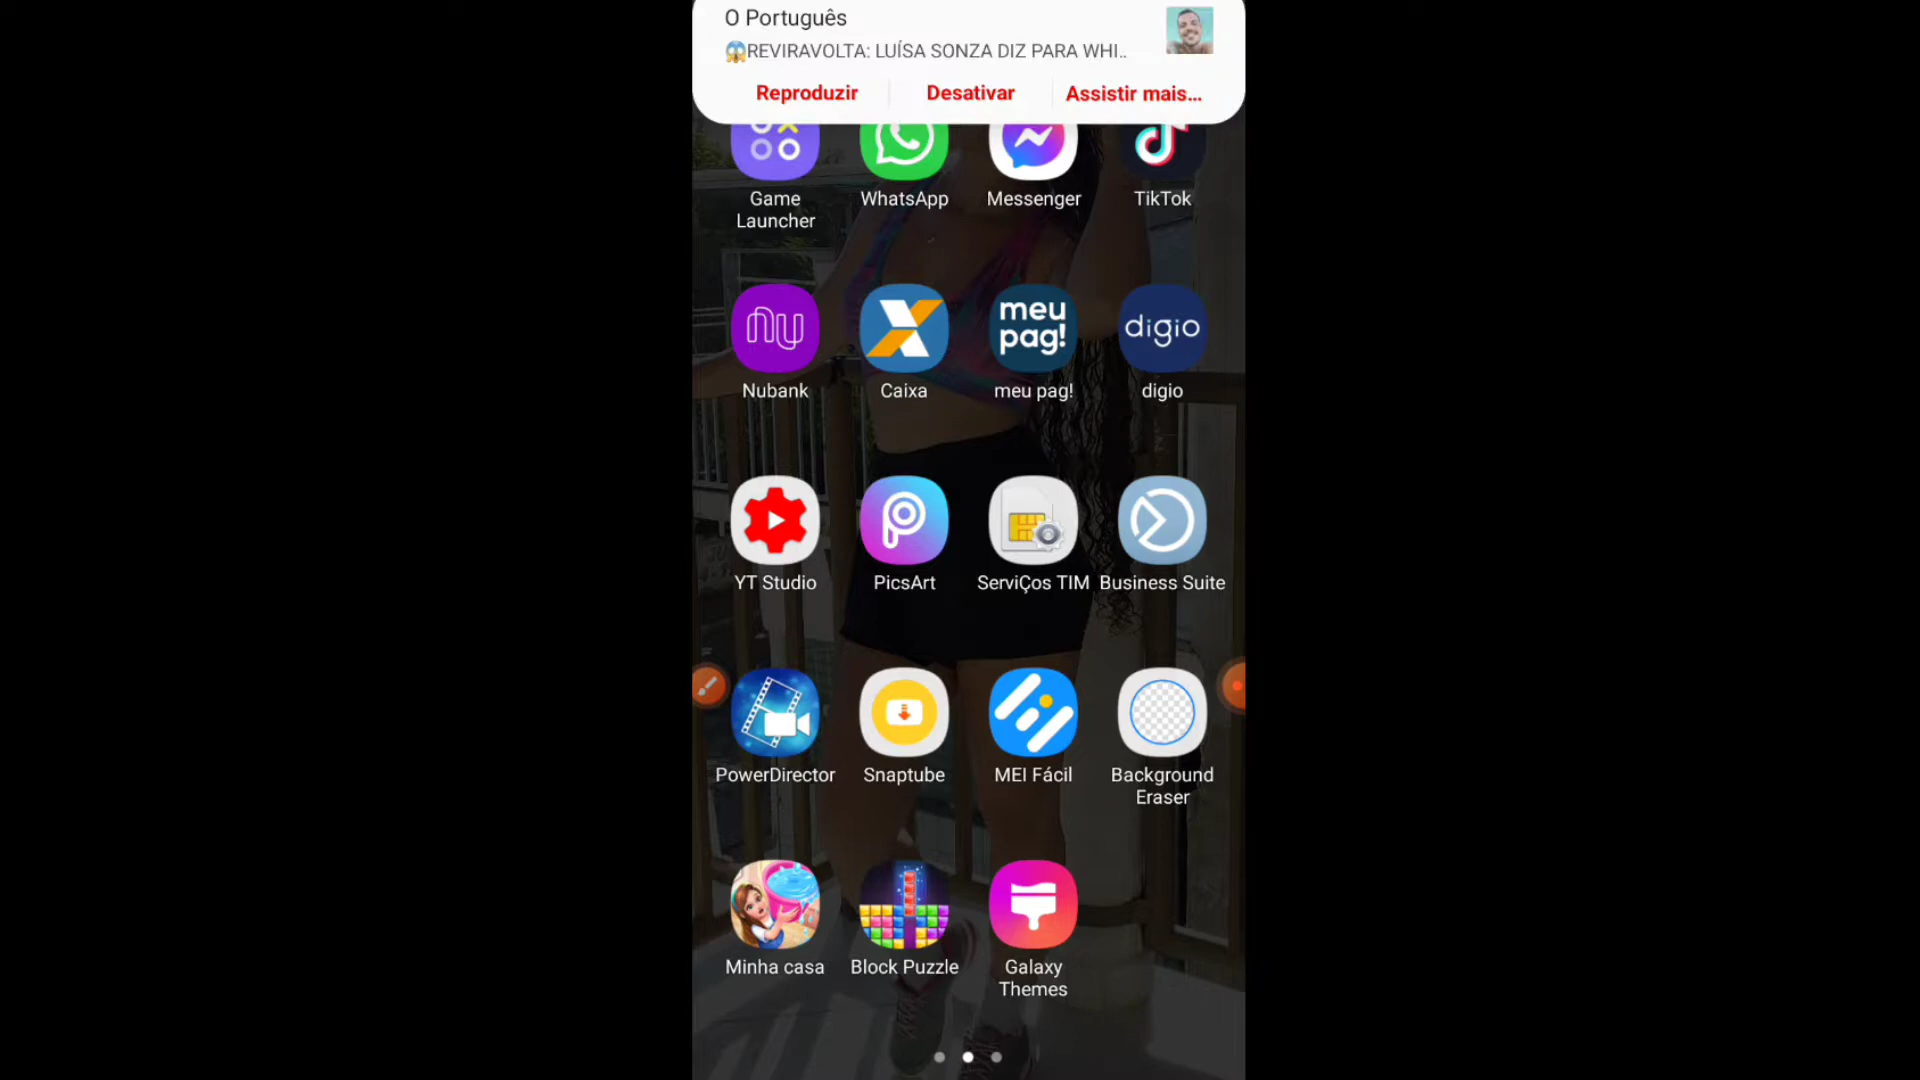 O Português
😱REVIRAVOLTA: LUÍSA SONZA DIZ PARA WHI..
Reproduzir Desativar Assistir mais...
Game Launcher
WhatsApp
Messenger
TikTok
nu
meu pag!
digio
Nubank
Caixa
meu pag!
digio
YT Studio
PicsArt
ServiÇos TIM
Business Suite
PowerDirector
Snaptube
MEI Fácil
Background Eraser
Minha casa
Block Puzzle
Galaxy Themes